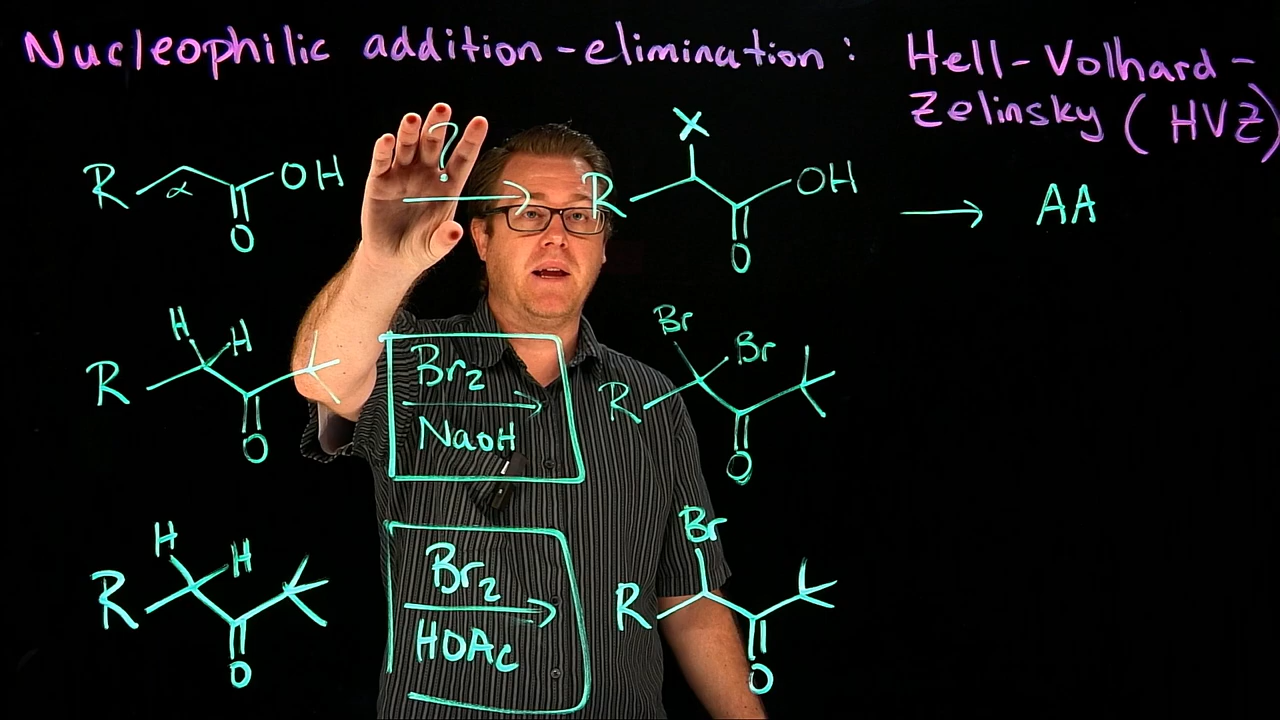 Nucleophilic addition-elimination: Hell-Volhard-
Zelinsky (HVZ)
R α OH O ? R X OH O AA
R H H O Br2 NaOH R Br Br O
R H H O Br2 HOAc R Br O